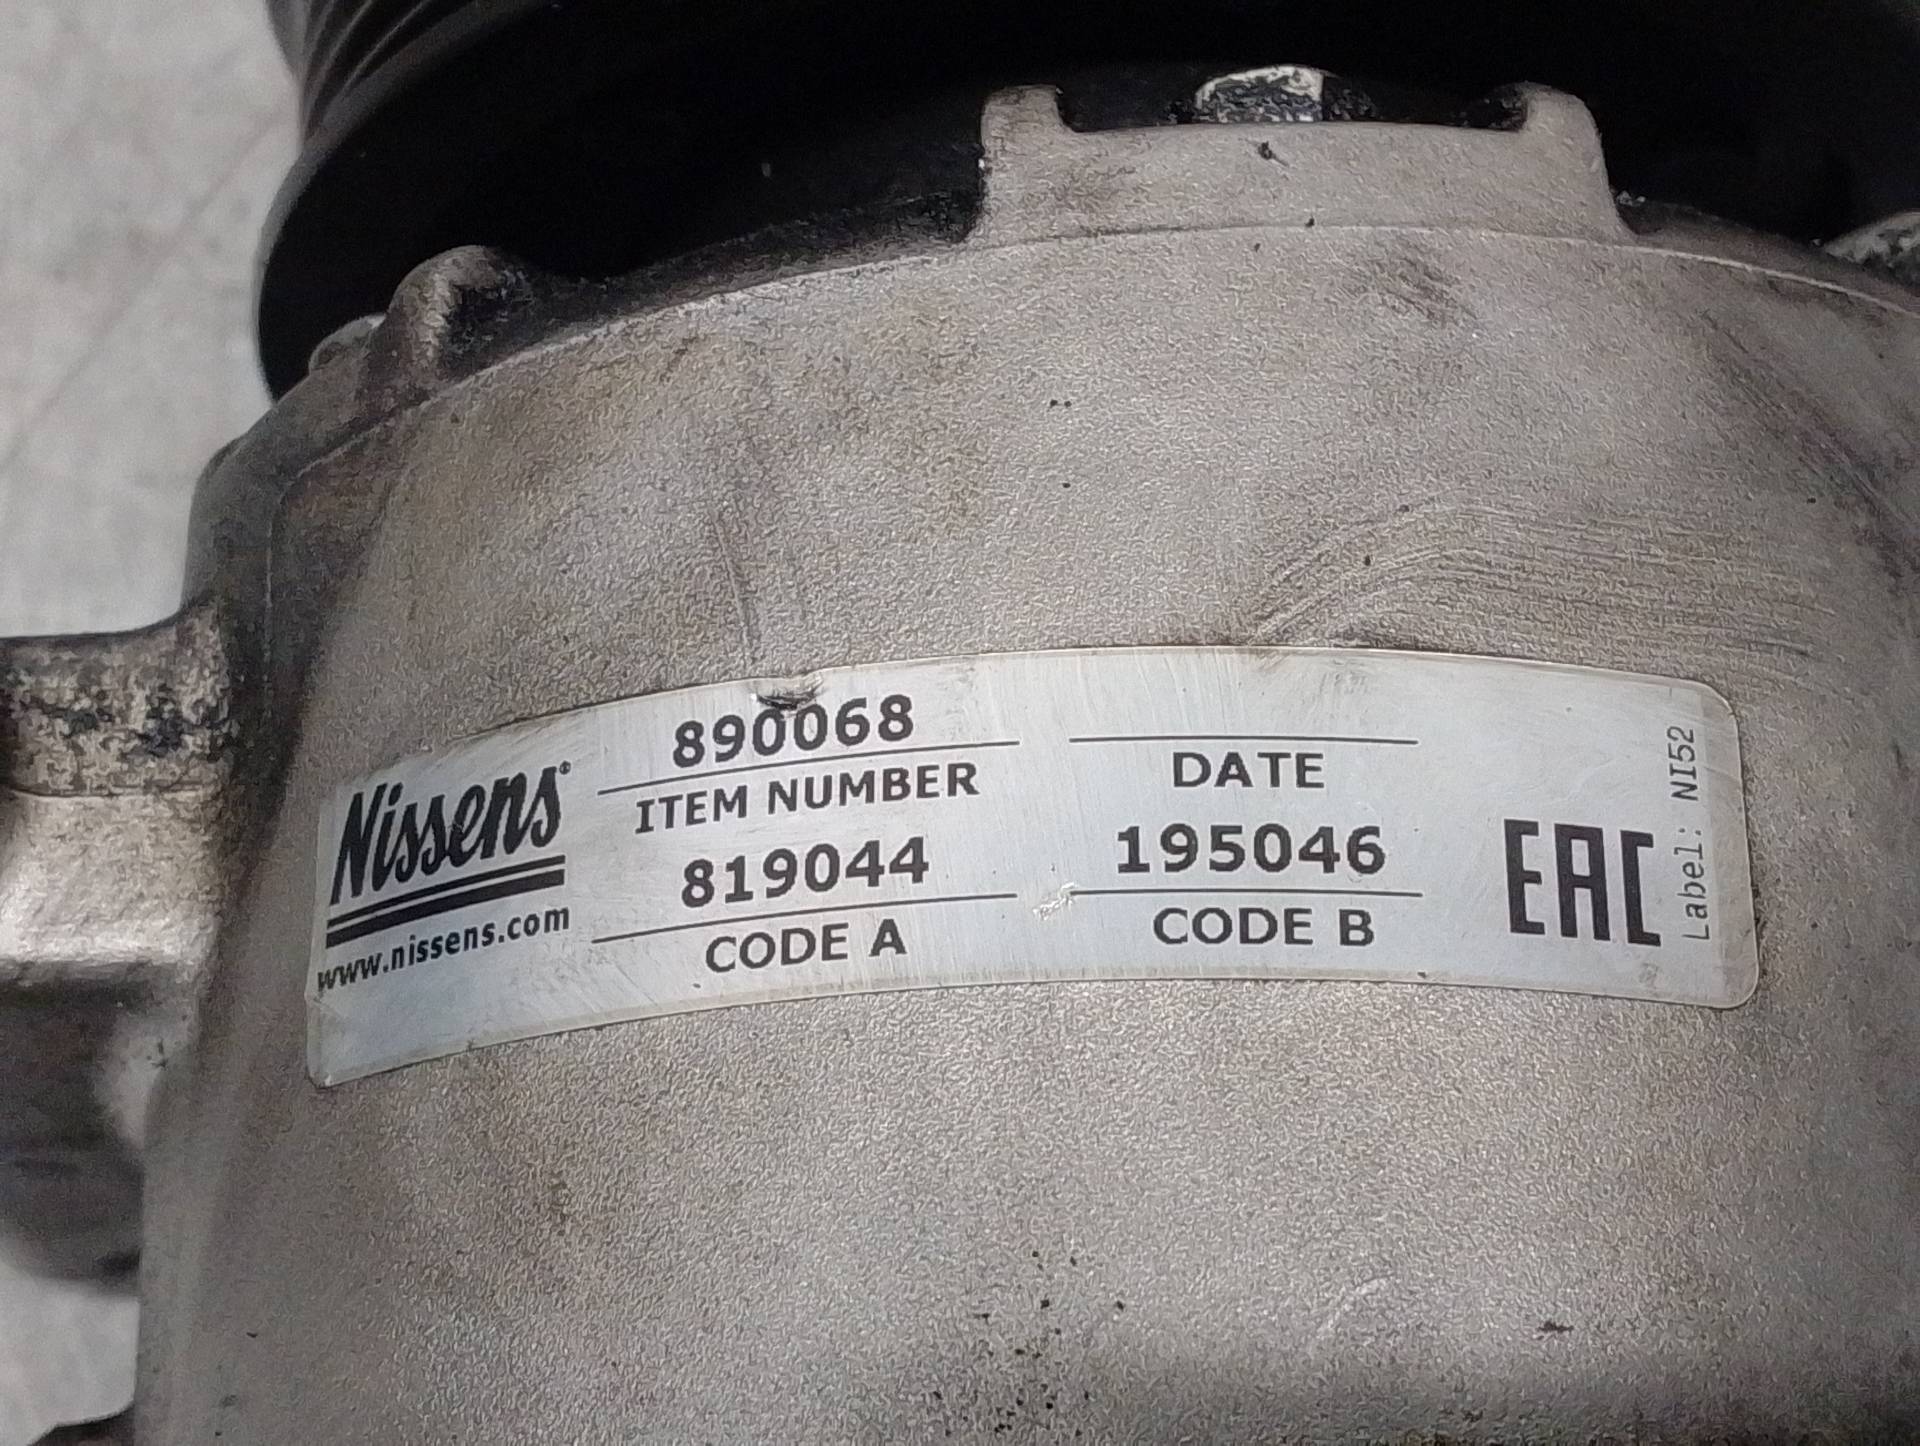 Nissens®
www.nissens.com
890068
ITEM NUMBER
819044
CODE A
DATE
195046
CODE B
EAC
Label: NI52